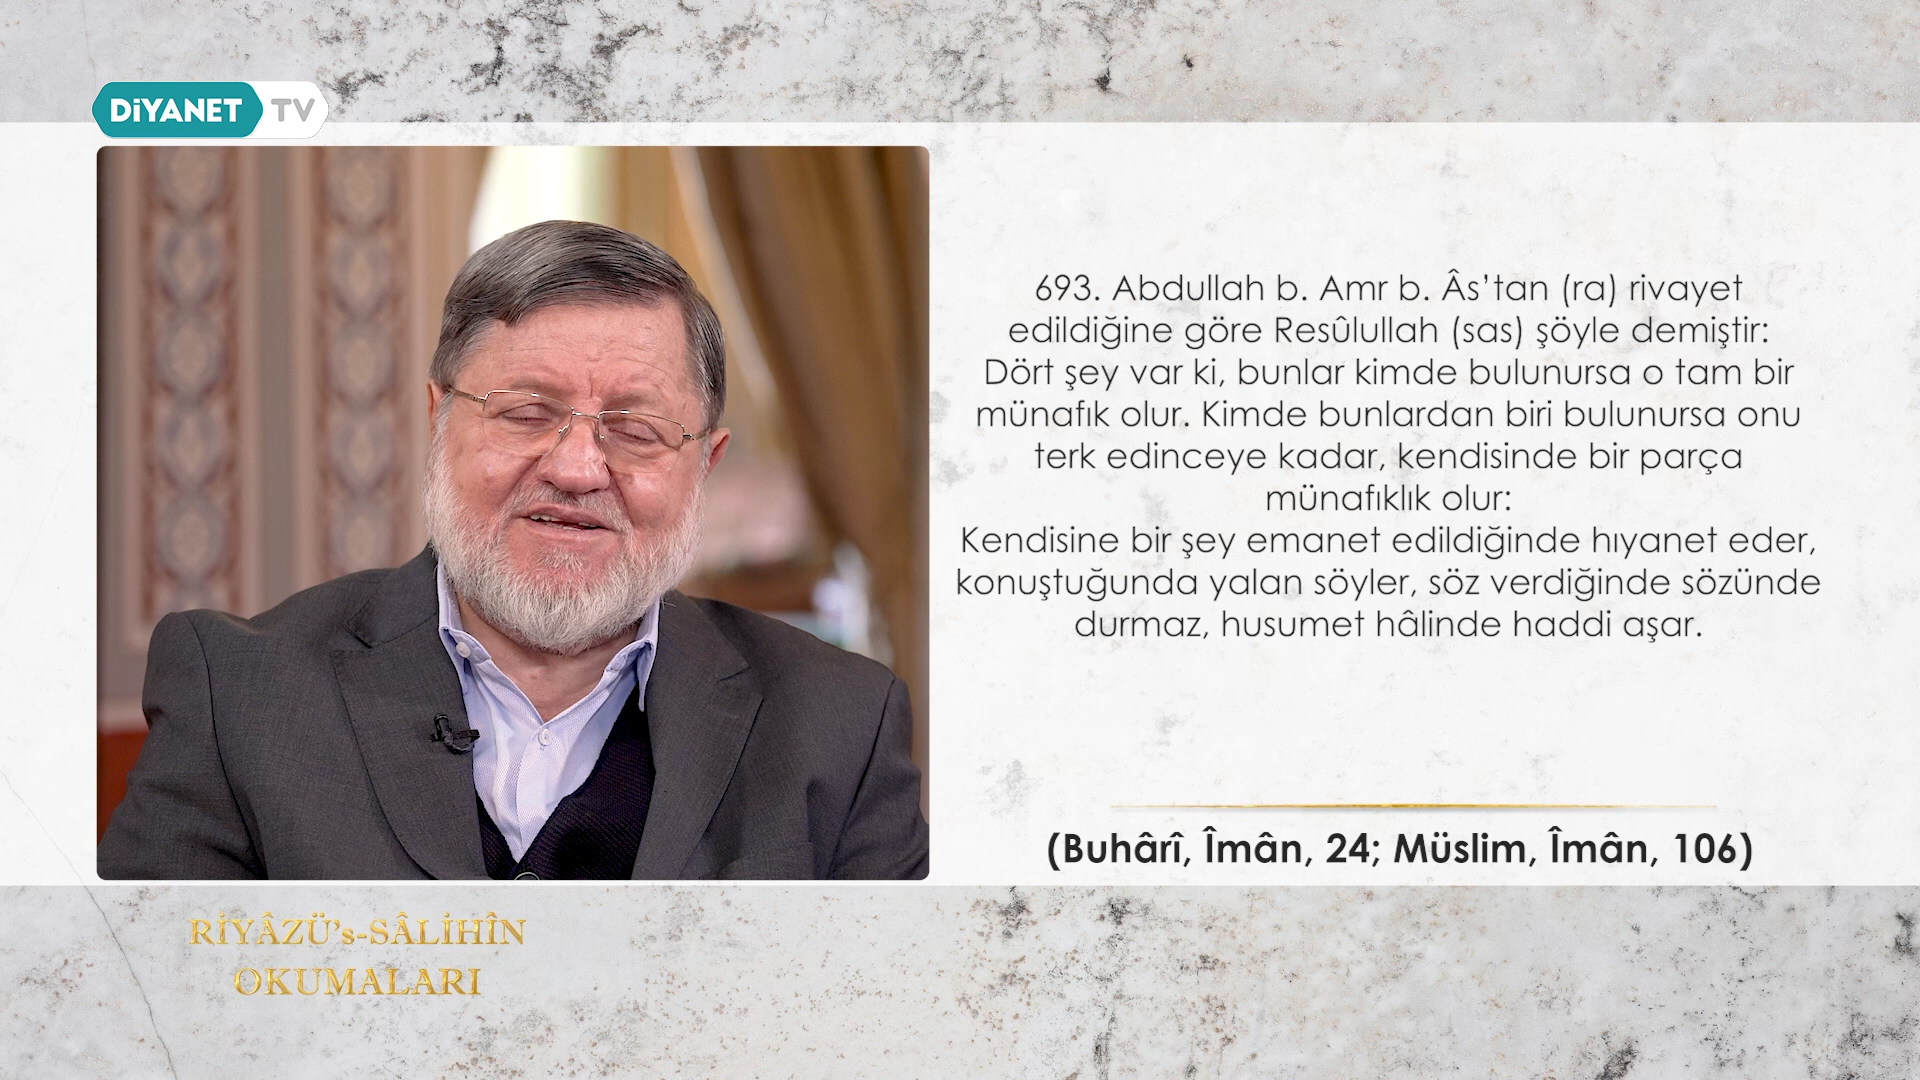 DİYANET TV
693. Abdullah b. Amr b. Âs’tan (ra) rivayet
edildiğine göre Resûlullah (sas) şöyle demiştir:
Dört şey var ki, bunlar kimde bulunursa o tam bir
münafık olur. Kimde bunlardan biri bulunursa onu
terk edinceye kadar, kendisinde bir parça
münafıklık olur:
Kendisine bir şey emanet edildiğinde hıyanet eder,
konuştuğunda yalan söyler, söz verdiğinde sözünde
durmaz, husumet hâlinde haddi aşar.
(Buhârî, Îmân, 24; Müslim, Îmân, 106)
RİYÂZÜ’s-SÂLİHÎN
OKUMALARI